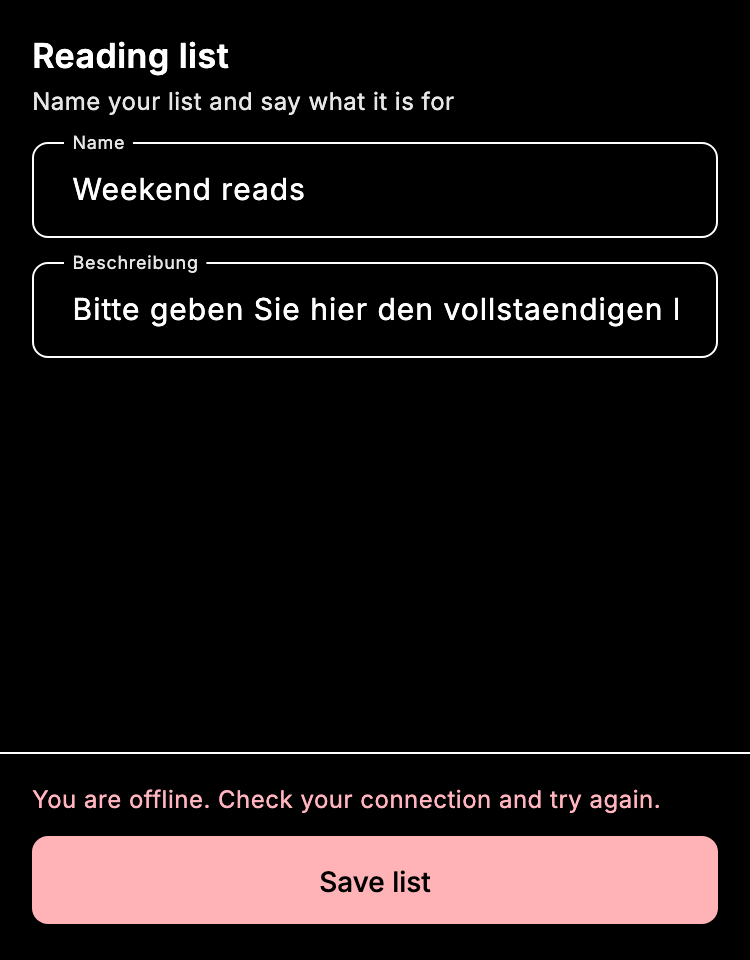 Reading list
Name your list and say what it is for
Name
Weekend reads
Beschreibung
Bitte geben Sie hier den vollstaendigen
You are offline. Check your connection and try again.
Save list